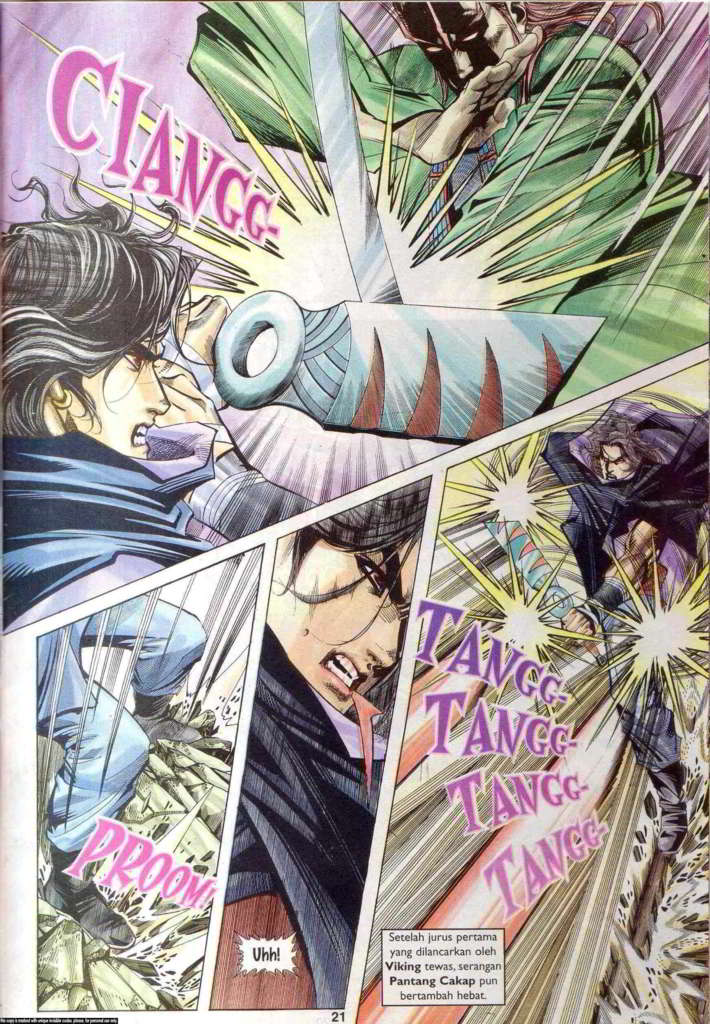 CIANGG-
PROOM!
Uhh!
TANGG-
TANGG-
TANGG-
TANGG-
Setelah jurus pertama
yang dilancarkan oleh
Viking tewas, serangan
Pantang Cakap pun
bertambah hebat.
21